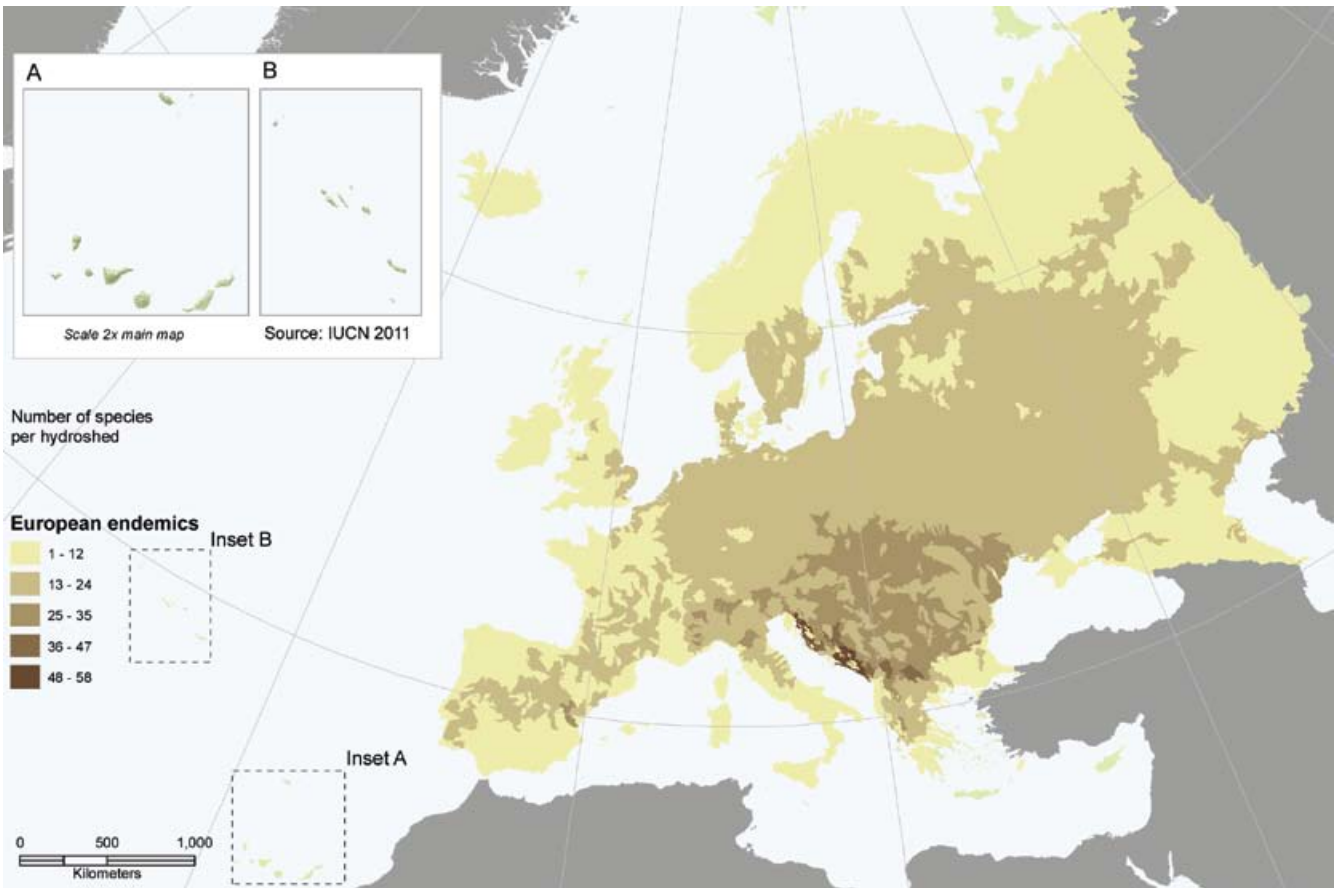 A
B
Scale 2x main map
Source: IUCN 2011
Number of species
per hydroshed
European endemics
1 - 12
13 - 24
25 - 35
36 - 47
48 - 58
Inset B
Inset A
0 500 1,000
Kilometers